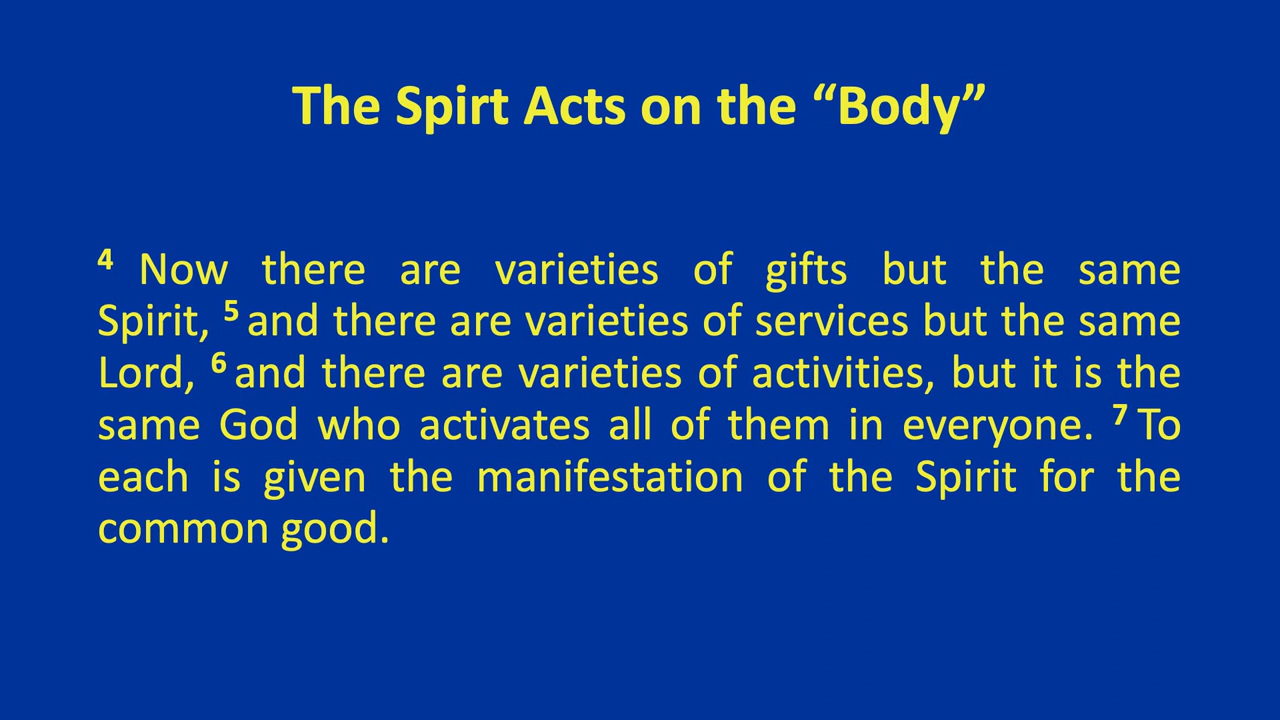 The Spirt Acts on the “Body”
4 Now there are varieties of gifts but the same
Spirit, 5 and there are varieties of services but the same
Lord, 6 and there are varieties of activities, but it is the
same God who activates all of them in everyone. 7 To
each is given the manifestation of the Spirit for the
common good.